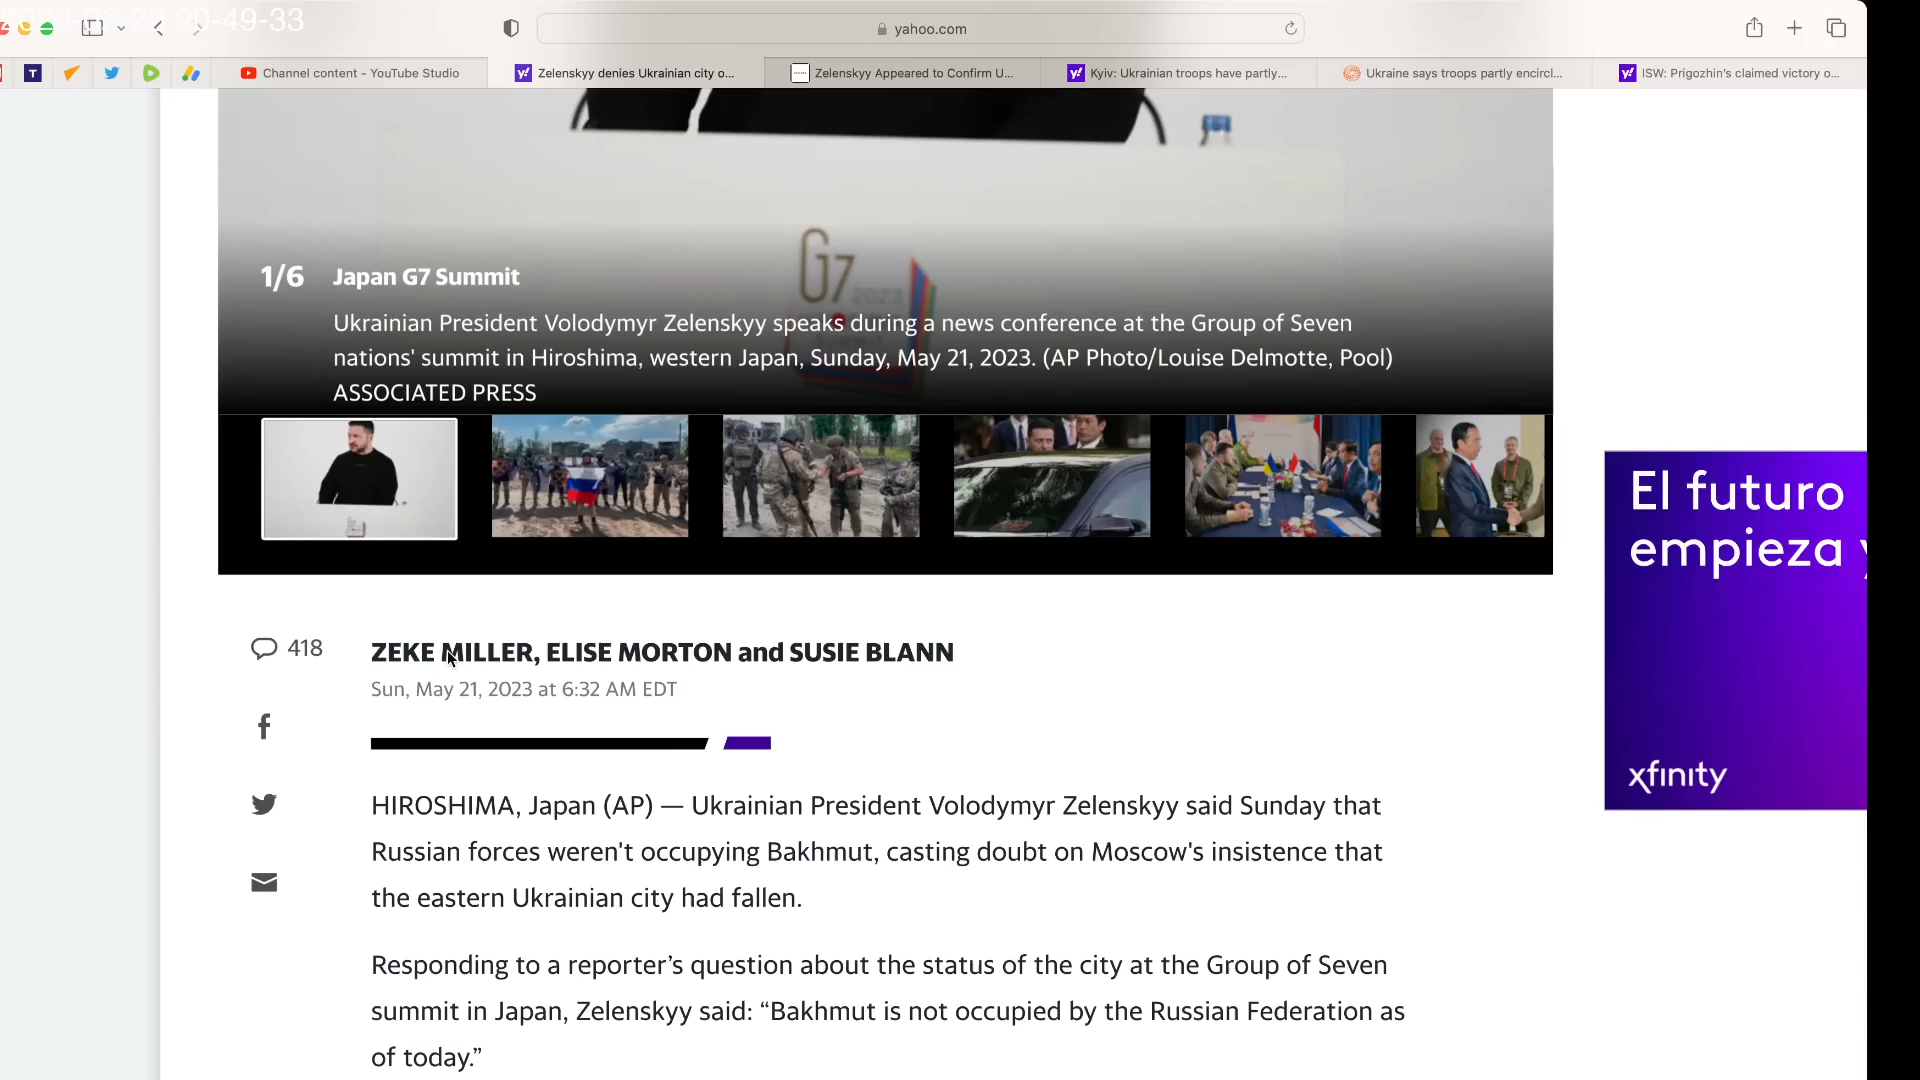 20-49-33
yahoo.com
T
Channel content - YouTube Studio
y! Zelenskyy denies Ukrainian city o...
Zelenskyy Appeared to Confirm U...
y! Kyiv: Ukrainian troops have partly...
Ukraine says troops partly encircl...
y! ISW: Prigozhin's claimed victory o...
G7
2023
1/6 Japan G7 Summit
Ukrainian President Volodymyr Zelenskyy speaks during a news conference at the Group of Seven
nations' summit in Hiroshima, western Japan, Sunday, May 21, 2023. (AP Photo/Louise Delmotte, Pool)
ASSOCIATED PRESS
418
ZEKE MILLER, ELISE MORTON and SUSIE BLANN
Sun, May 21, 2023 at 6:32 AM EDT
HIROSHIMA, Japan (AP) — Ukrainian President Volodymyr Zelenskyy said Sunday that
Russian forces weren't occupying Bakhmut, casting doubt on Moscow's insistence that
the eastern Ukrainian city had fallen.
Responding to a reporter’s question about the status of the city at the Group of Seven
summit in Japan, Zelenskyy said: “Bakhmut is not occupied by the Russian Federation as
of today.”
El futuro
empieza
xfinity